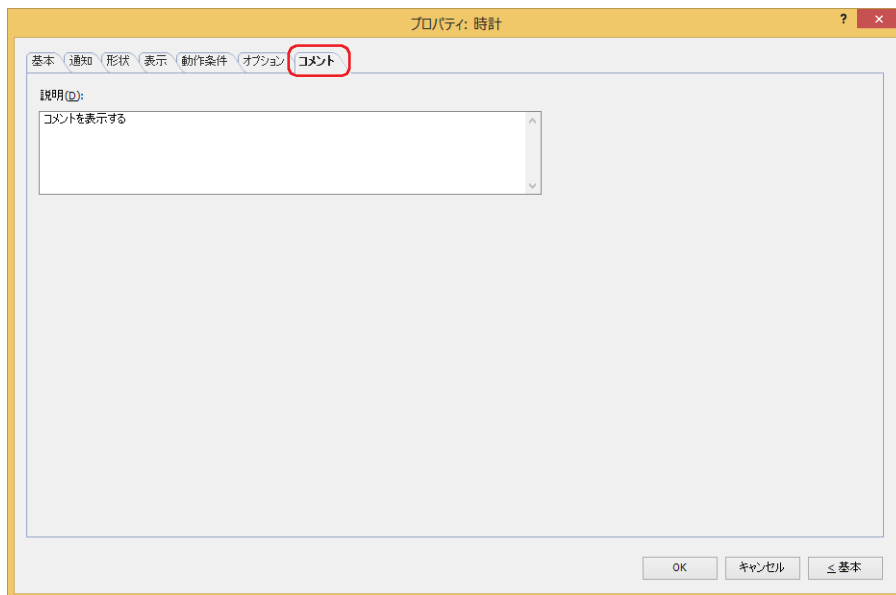 プロパティ: 時計
? ×
基本 通知 形状 表示 動作条件 オプション コメント
説明(D):
コメントを表示する
OK キャンセル < 基本